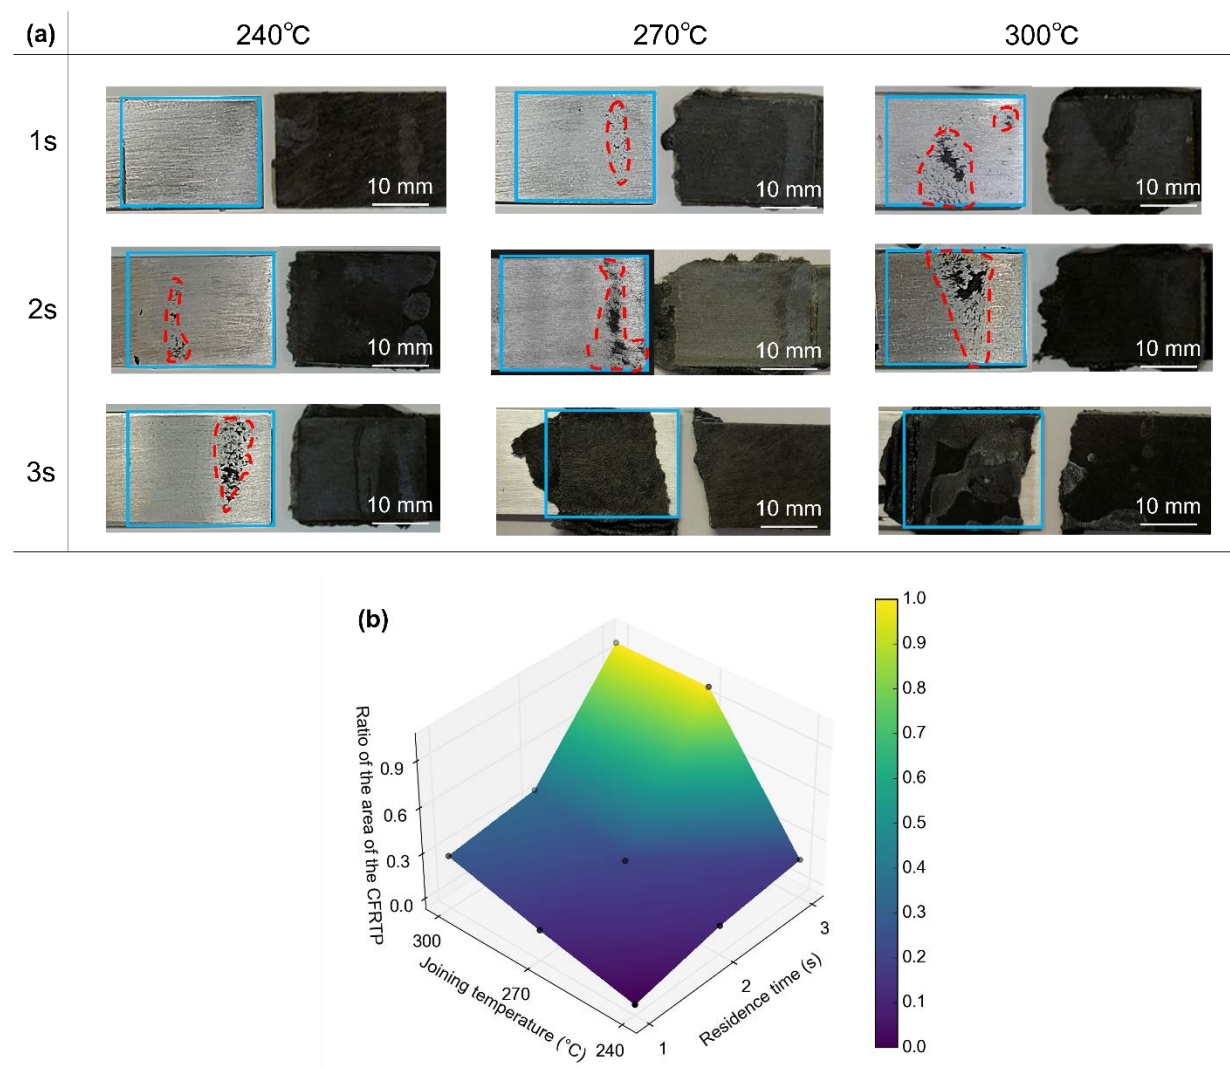 (a) 240℃ 270℃ 300℃
1s
10 mm 10 mm 10 mm
2s
10 mm 10 mm 10 mm
3s
10 mm 10 mm 10 mm
(b)
Ratio of the area of the CFRTP
0.9
0.6
0.3
0.0
300
270
240
Joining temperature (°C)
1
2
3
Residence time (s)
1.0
0.9
0.8
0.7
0.6
0.5
0.4
0.3
0.2
0.1
0.0